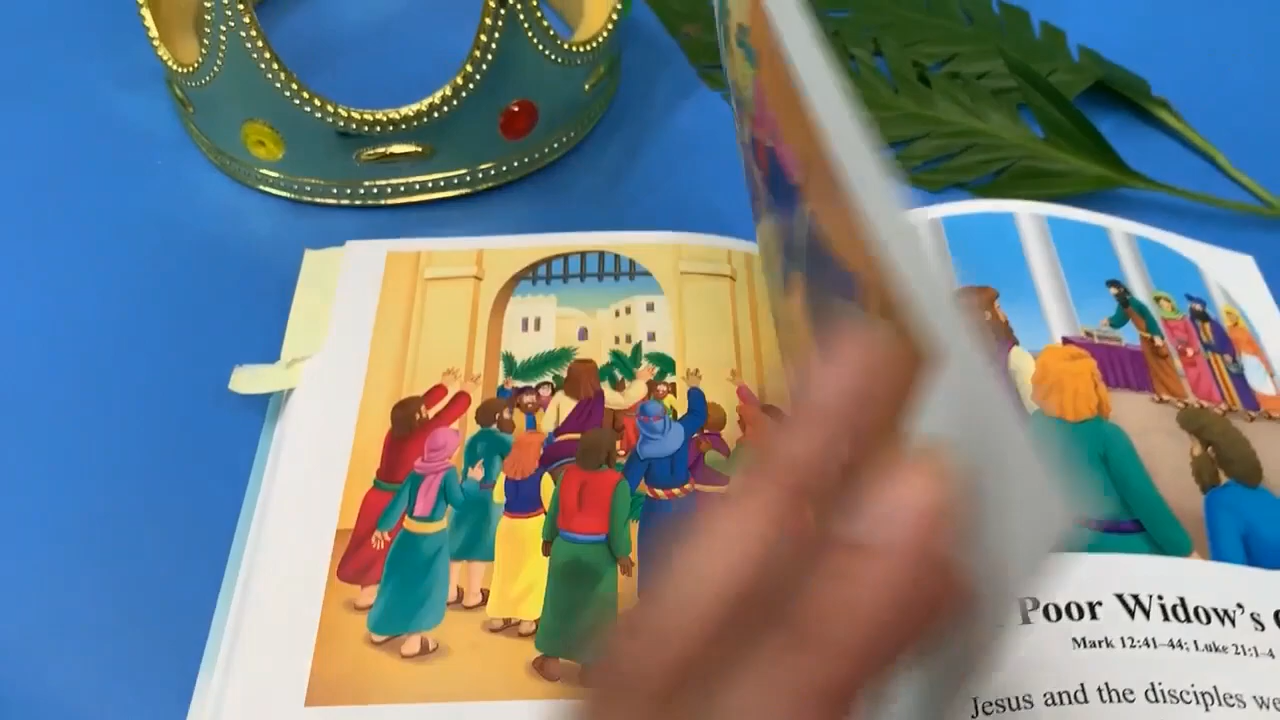 Poor Widow's
Mark 12:41–44; Luke 21:1–4
Jesus and the disciples we